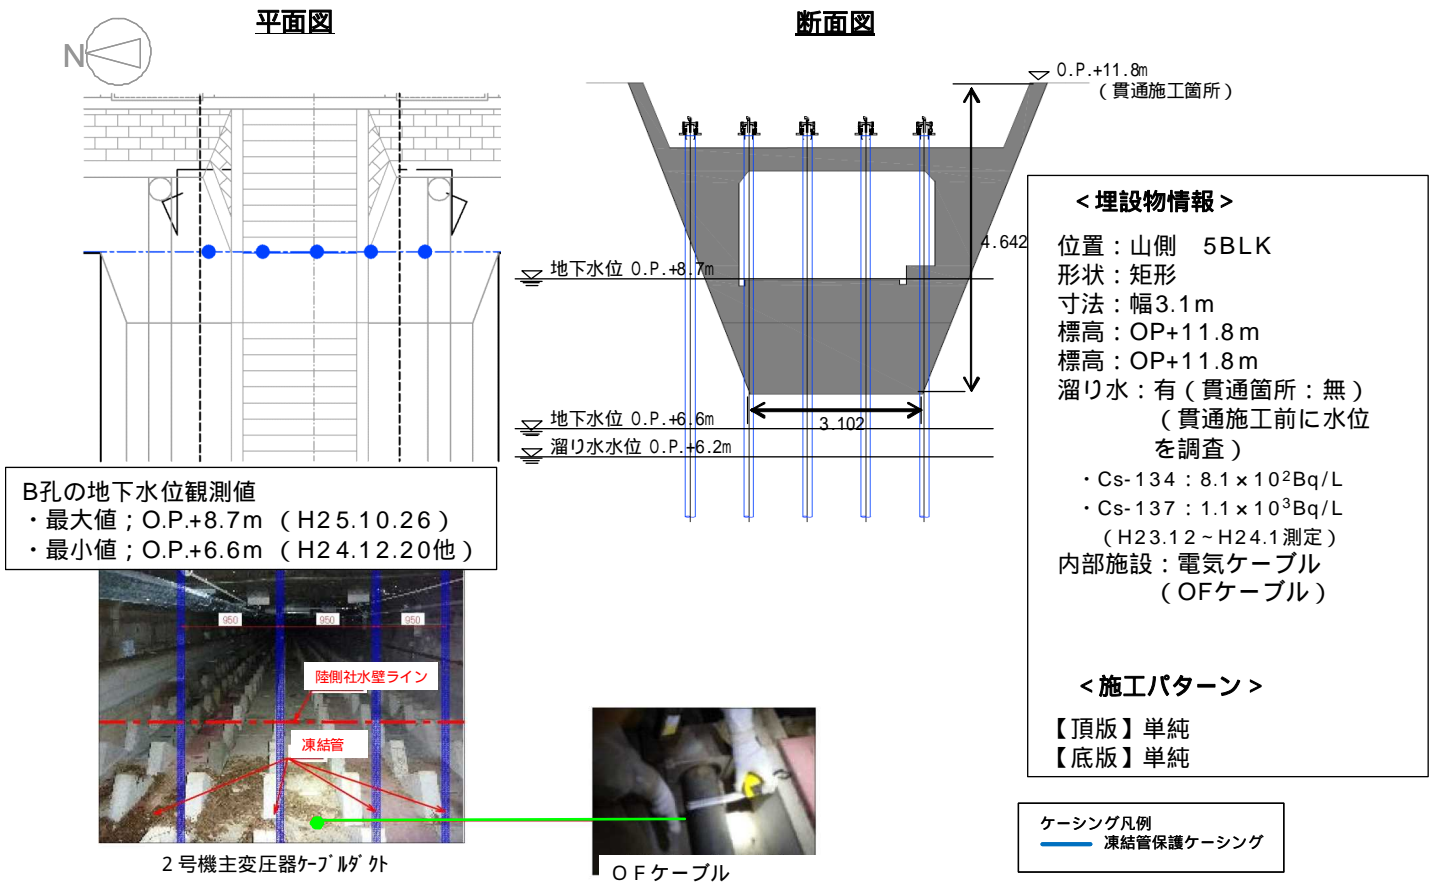 平面図
断面図
N
O.P.+11.8m
(貫通施工箇所)
4.642
地下水位 O.P.+8.7m
地下水位 O.P.+6.6m
3.102
溜り水水位 O.P.+6.2m
B孔の地下水位観測値
・最大値；O.P.+8.7m （H25.10.26）
・最小値；O.P.+6.6m （H24.12.20他）
950
950
950
陸側社水壁ライン
凍結管
2号機主変圧器ｹｰﾌﾞﾙﾀﾞｸﾄ
OFケーブル
＜埋設物情報＞
位置：山側　5BLK
形状：矩形
寸法：幅3.1m
標高：OP+11.8m
標高：OP+11.8m
溜り水：有（貫通箇所：無）
（貫通施工前に水位
を調査）
・Cs-134：8.1×10²Bq/L
・Cs-137：1.1×10³Bq/L
（H23.12~H24.1測定）
内部施設：電気ケーブル
（OFケーブル）
＜施工パターン＞
【頂版】単純
【底版】単純
ケーシング凡例
凍結管保護ケーシング